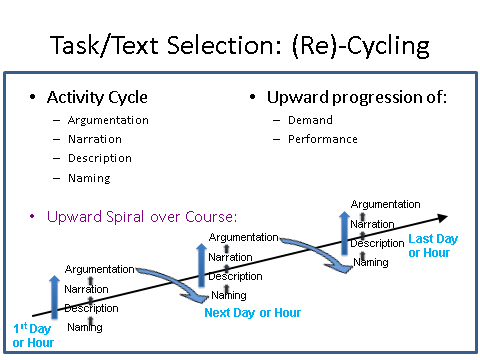 Task/Text Selection: (Re)-Cycling
• Activity Cycle
– Argumentation
– Narration
– Description
– Naming
• Upward progression of:
– Demand
– Performance
• Upward Spiral over Course:
Argumentation
Narration
Description
Naming
1st Day
or Hour
Argumentation
Narration
Description
Naming
Next Day or Hour
Argumentation
Narration
Description
Naming
Last Day
or Hour